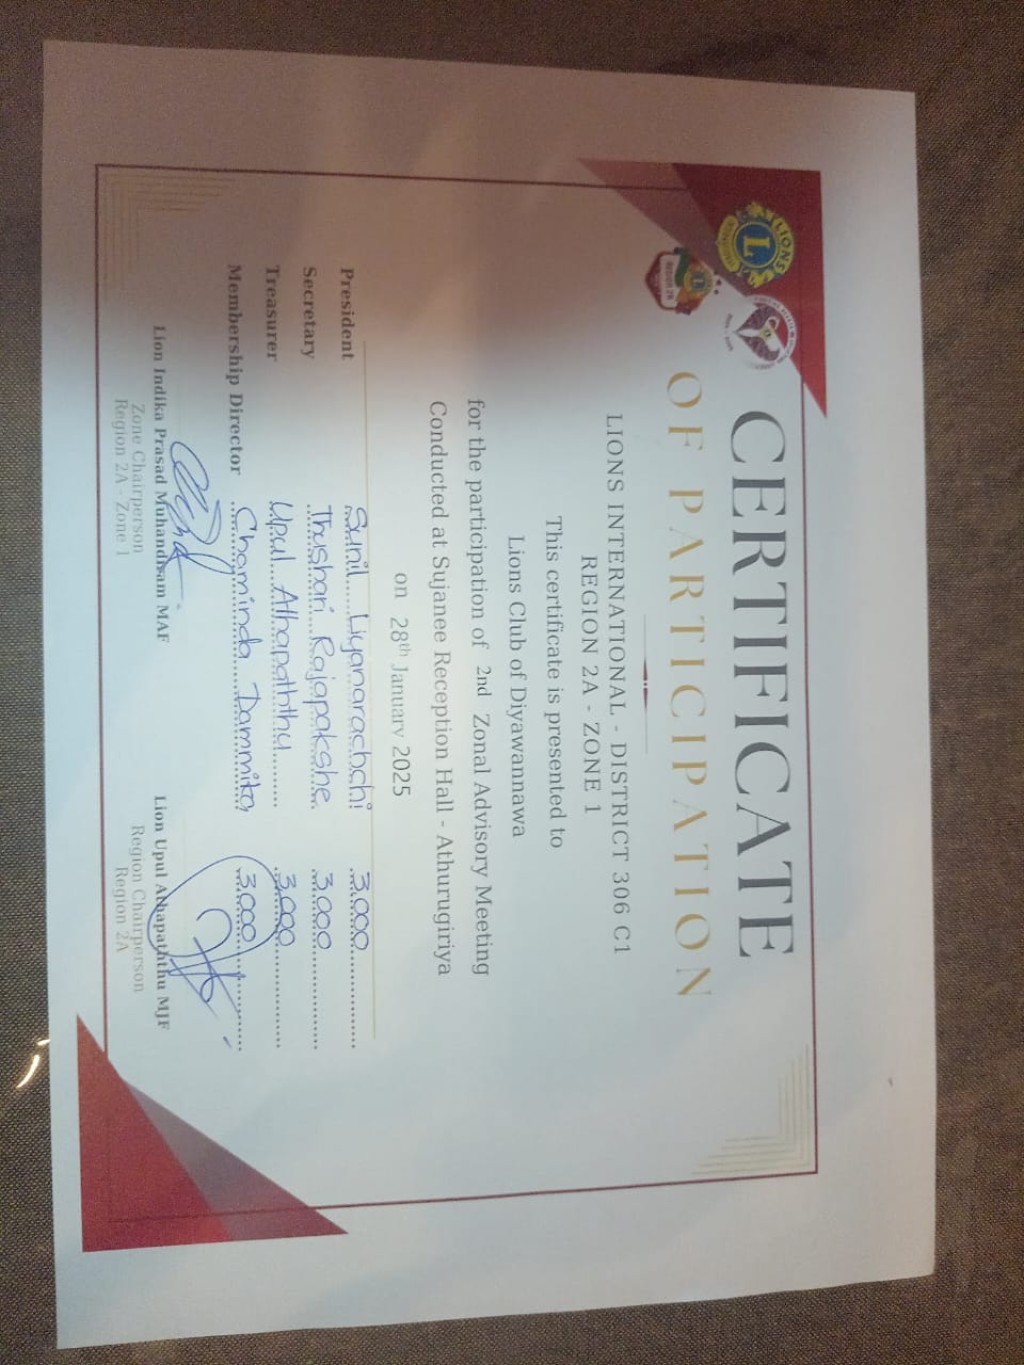 LIONS
L
CERTIFICATE
OF PARTICIPATION
LIONS INTERNATIONAL - DISTRICT 306 C1
REGION 2A - ZONE 1
This certificate is presented to
Lions Club of Diyawannawa
for the participation of 2nd Zonal Advisory Meeting
Conducted at Sujanee Reception Hall - Athurugiriya
on 28th January 2025
President Sunil Liyanarachchi 3,000
Secretary Thushari Rajapakshe 3,000
Treasurer Upul Athapaththu 3,000
Membership Director Chaminda Dammika 3,000
Lion Indika Prasad Muhandiram MAF
Zone Chairperson
Region 2A - Zone 1
Lion Upul Athapaththu MJF
Region Chairperson
Region 2A